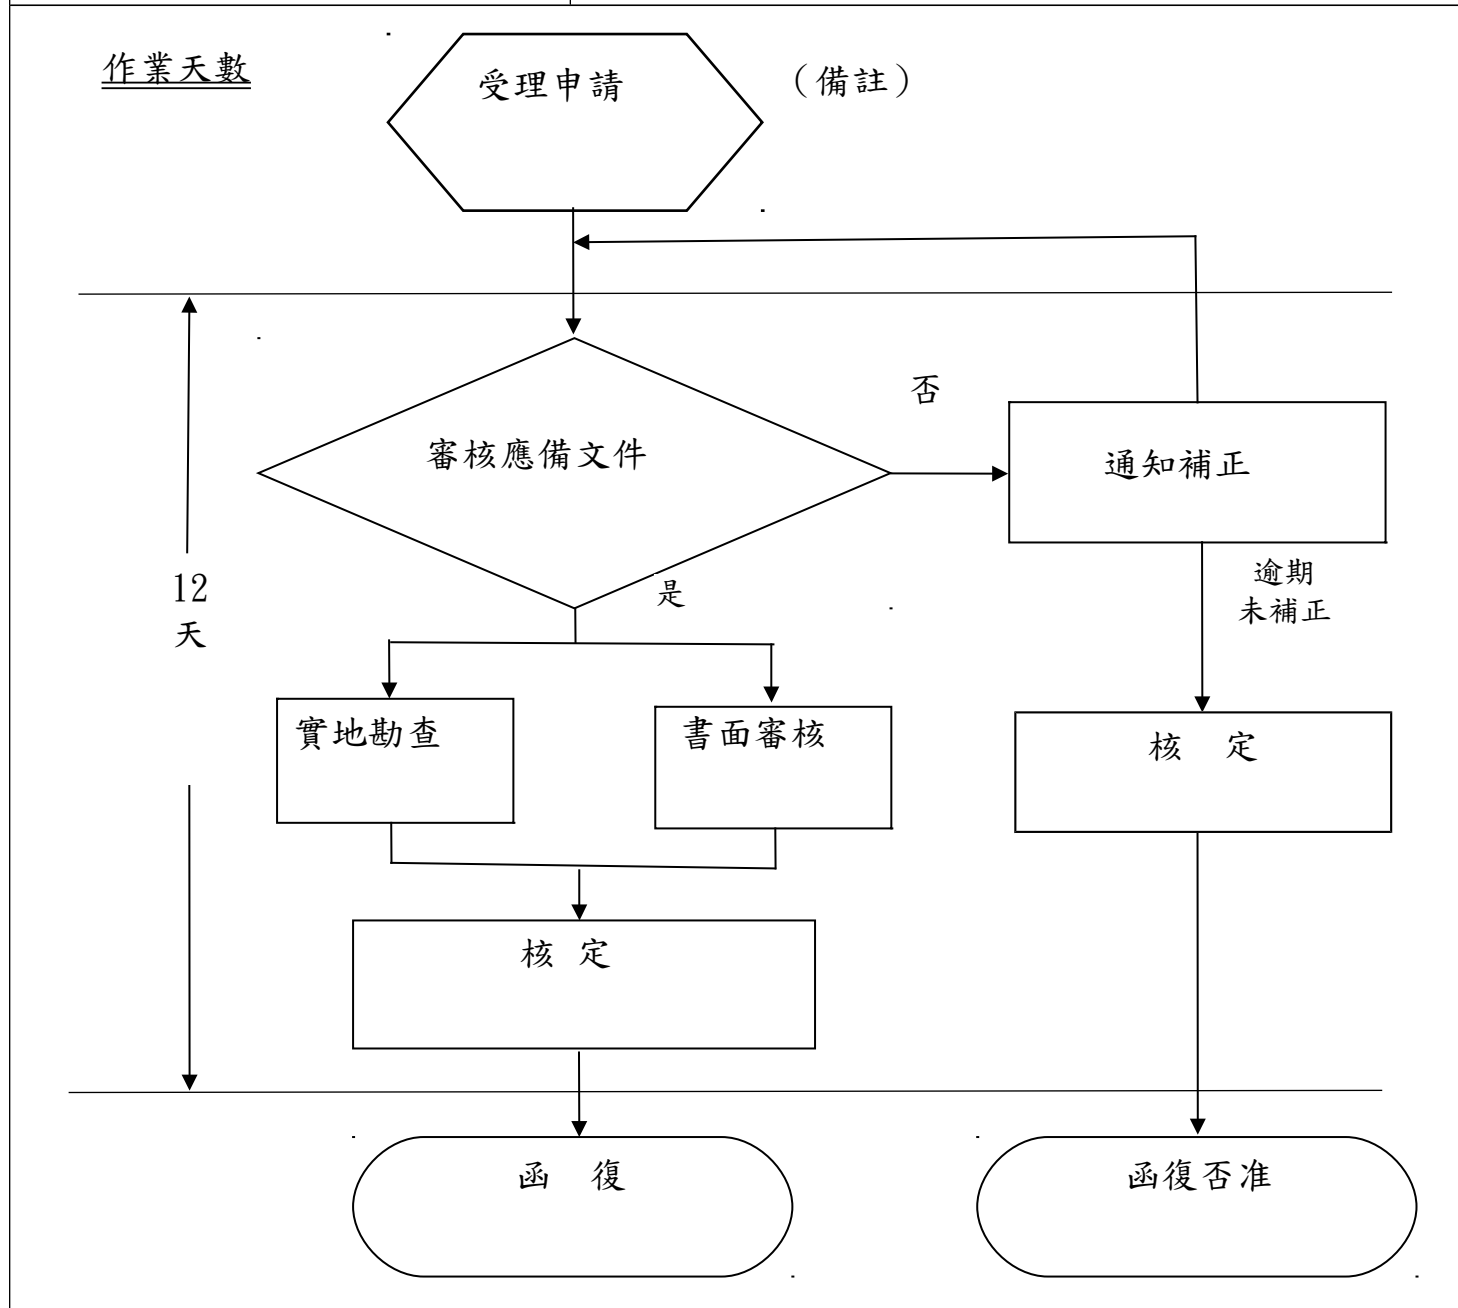 作業天數
受理申請
（備註）
審核應備文件
否
通知補正
是
逾期
未補正
12
天
實地勘查
書面審核
核 定
核 定
函 復
函復否准